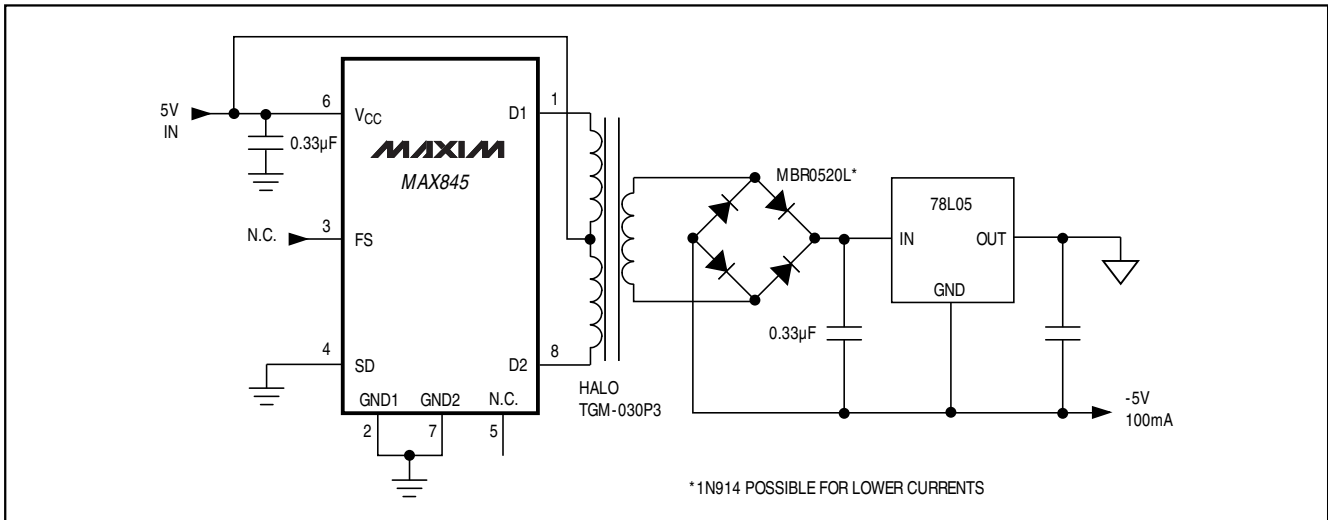 5V
IN
0.33µF
6
VCC
MAXIM
MAX845
D1
1
N.C.
3
FS
4
SD
D2
8
GND1
GND2
N.C.
2
7
5
HALO
TGM-030P3
MBR0520L*
0.33µF
78L05
IN
OUT
GND
-5V
100mA
*1N914 POSSIBLE FOR LOWER CURRENTS